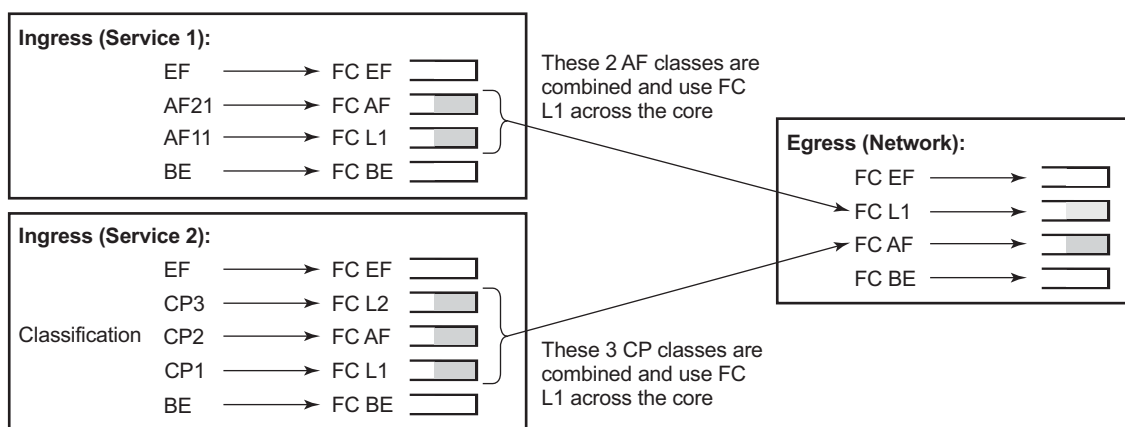 Ingress (Service 1):
EF FC EF
AF21 FC AF
AF11 FC L1
BE FC BE
These 2 AF classes are
combined and use FC
L1 across the core
Ingress (Service 2):
EF FC EF
CP3 FC L2
Classification CP2 FC AF
CP1 FC L1
BE FC BE
These 3 CP classes are
combined and use FC
L1 across the core
Egress (Network):
FC EF
FC L1
FC AF
FC BE